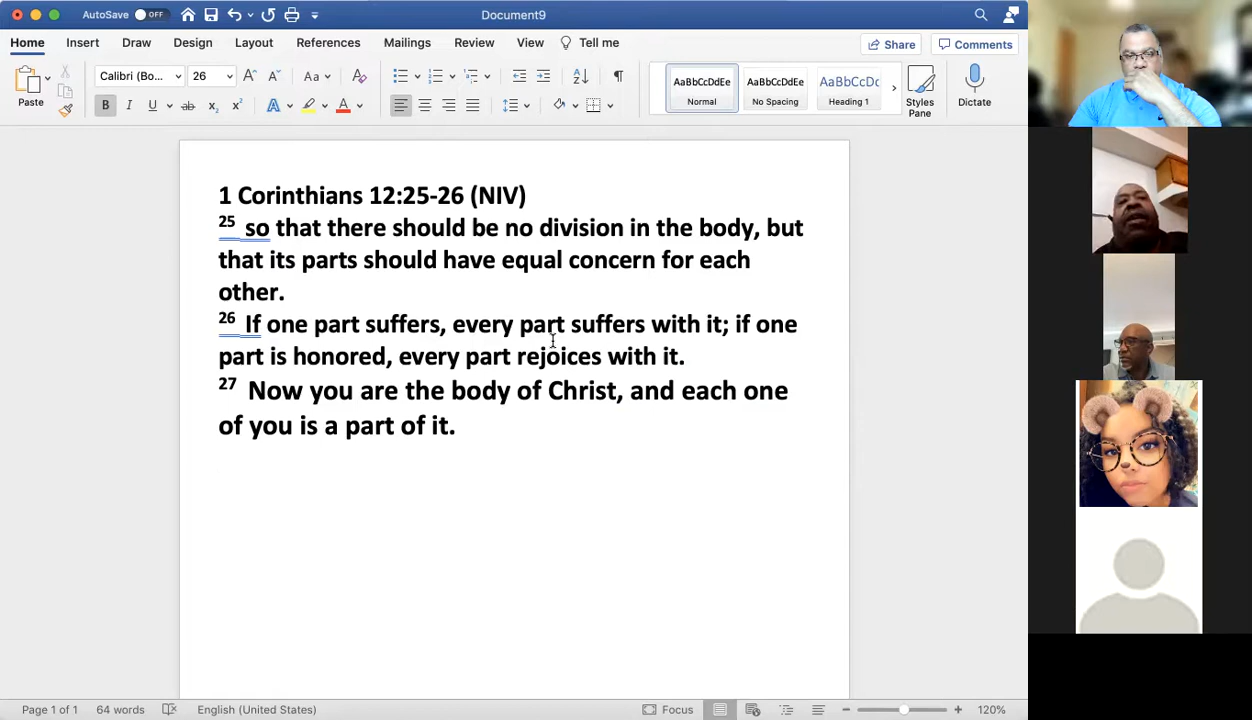 AutoSave OFF
Document9
Home Insert Draw Design Layout References Mailings Review View Tell me
Share Comments
Paste
Calibri (Bo... 26
AaBbCcDdEe AaBbCcDdEe AaBbCcDc
Normal No Spacing Heading 1
Styles Pane
Dictate
1 Corinthians 12:25-26 (NIV)
25 so that there should be no division in the body, but
that its parts should have equal concern for each
other.
26 If one part suffers, every part suffers with it; if one
part is honored, every part rejoices with it.
27 Now you are the body of Christ, and each one
of you is a part of it.
Page 1 of 1 64 words English (United States) Focus 120%